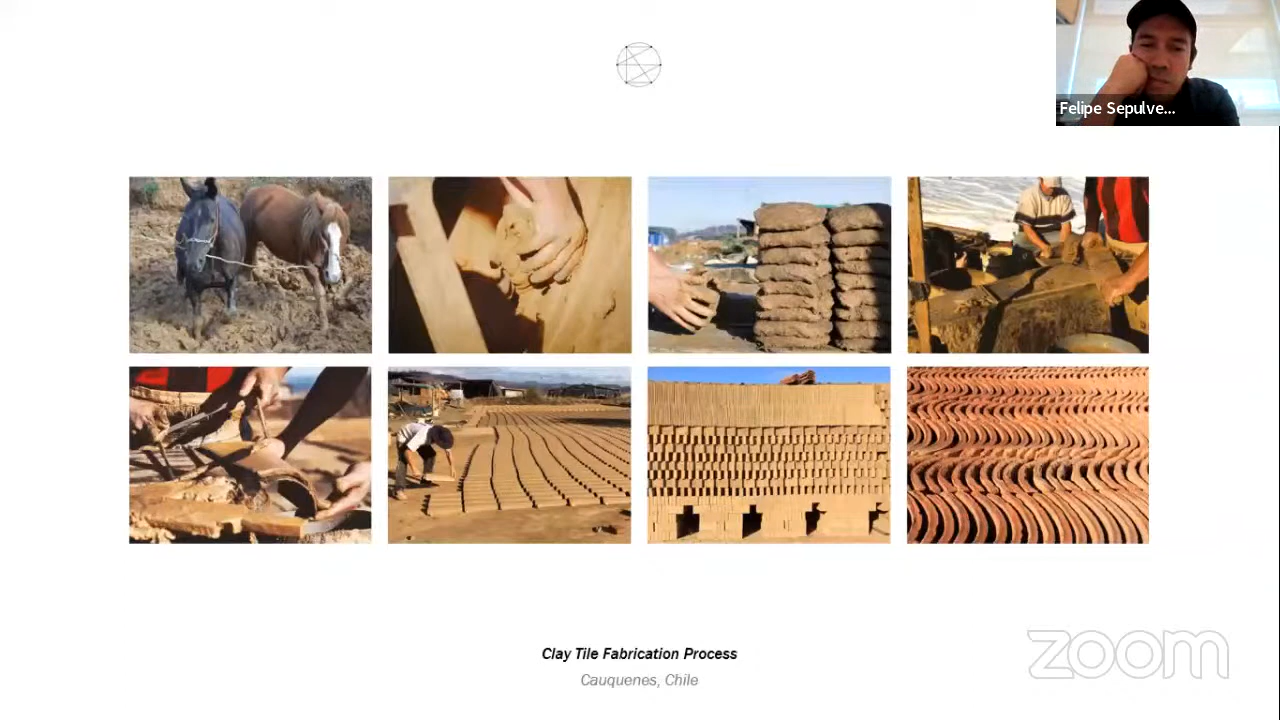 Felipe Sepulve...
Clay Tile Fabrication Process
Cauquenes, Chile
zoom